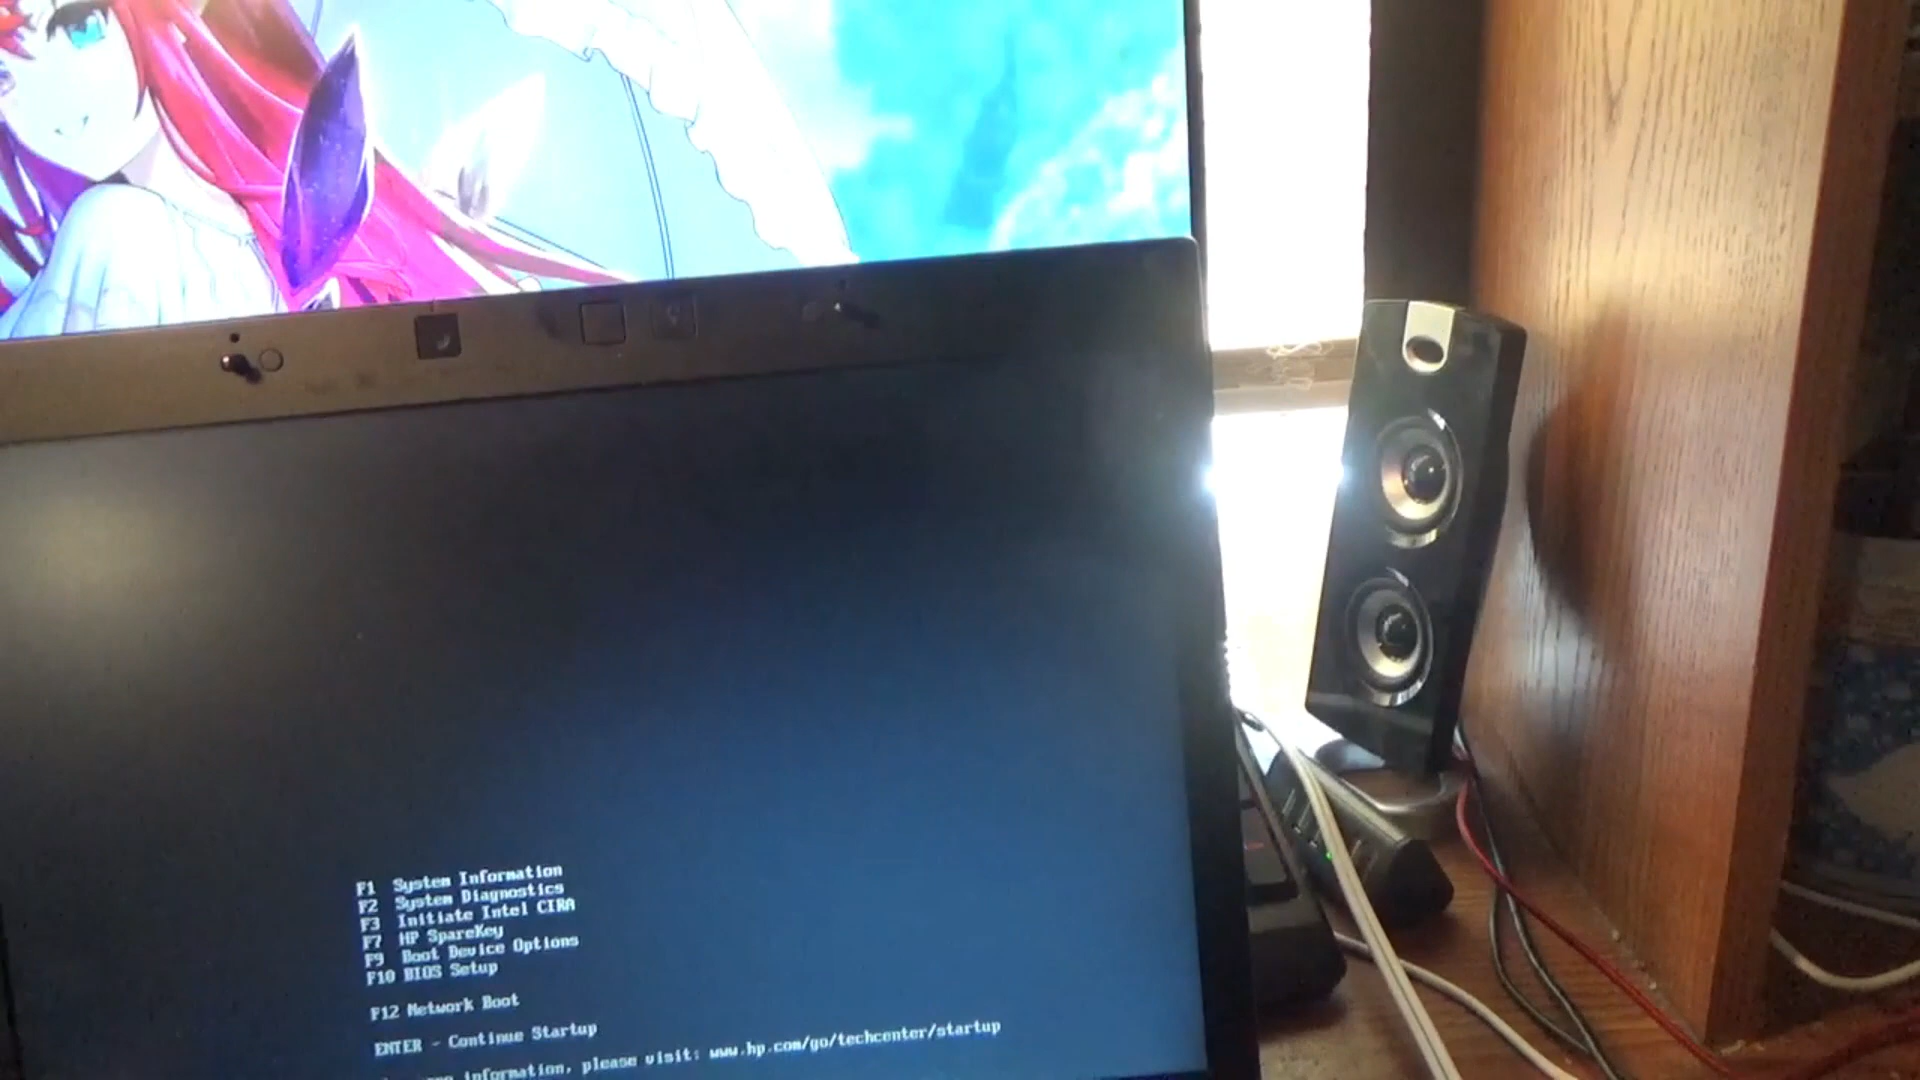 F1 System Information
F2 System Diagnostics
F3 Initiate Intel CIRA
F7 HP SpareKey
F9 Boot Device Options
F10 BIOS Setup
F12 Network Boot
ENTER - Continue Startup
information, please visit: www.hp.com/go/techcenter/startup